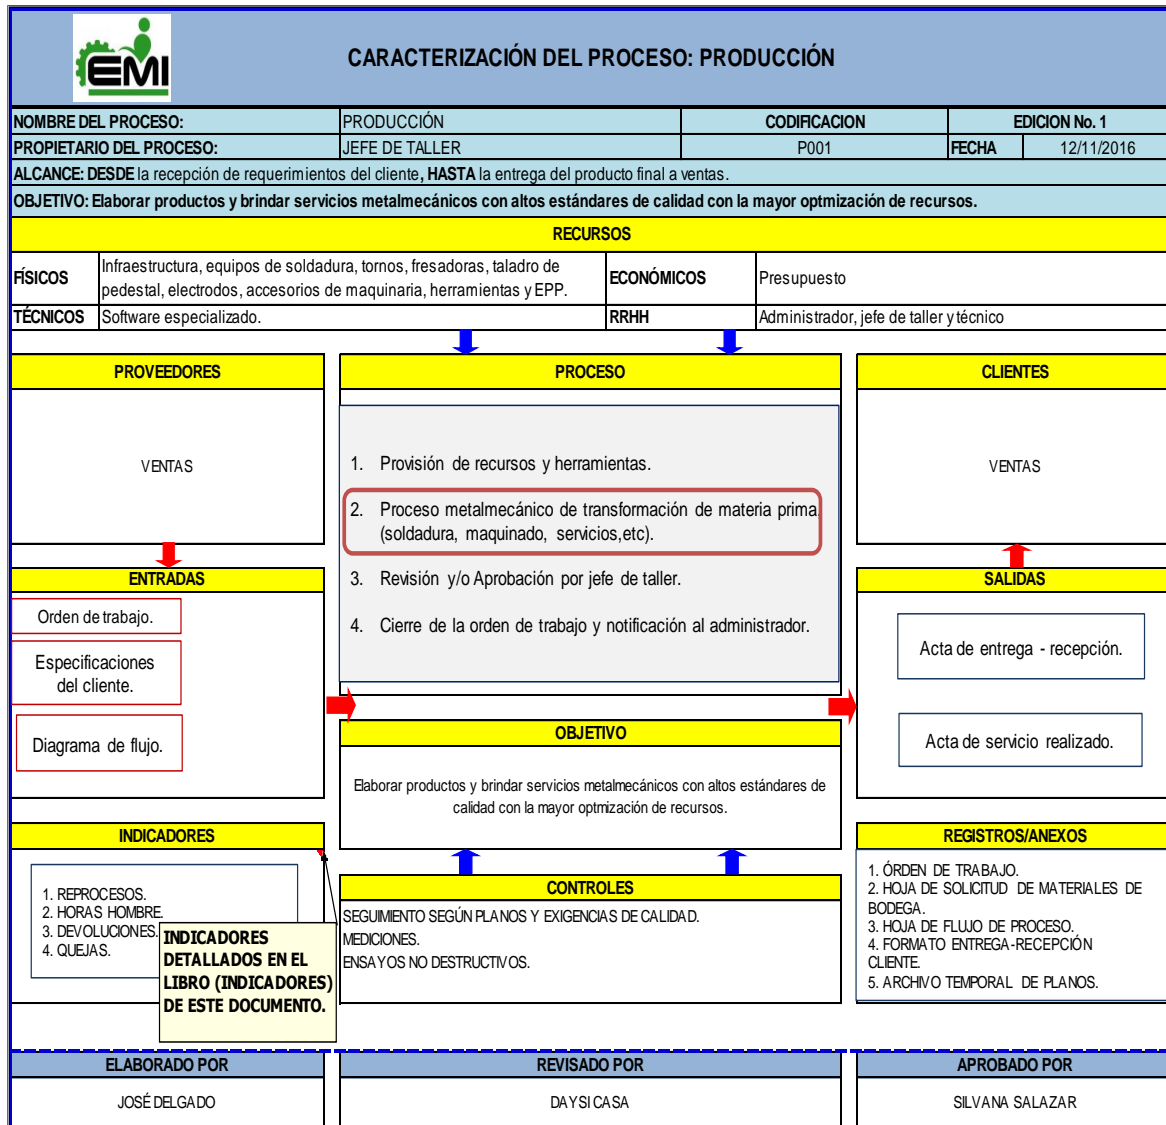 EMI
CARACTERIZACIÓN DEL PROCESO: PRODUCCIÓN
NOMBRE DEL PROCESO: PRODUCCIÓN CODIFICACION EDICION No. 1
PROPIETARIO DEL PROCESO: JEFE DE TALLER P001 FECHA 12/11/2016
ALCANCE: DESDE la recepción de requerimientos del cliente, HASTA la entrega del producto final a ventas.
OBJETIVO: Elaborar productos y brindar servicios metalmecánicos con altos estándares de calidad con la mayor optmización de recursos.
RECURSOS
FÍSICOS
Infraestructura, equipos de soldadura, tornos, fresadoras, taladro de
pedestal, electrodos, accesorios de maquinaria, herramientas y EPP.
ECONÓMICOS Presupuesto
TÉCNICOS Software especializado. RRHH Administrador, jefe de taller y técnico
PROVEEDORES
VENTAS
ENTRADAS
Orden de trabajo.
Especificaciones
del cliente.
Diagrama de flujo.
PROCESO
1. Provisión de recursos y herramientas.
2. Proceso metalmecánico de transformación de materia prima,
(soldadura, maquinado, servicios,etc).
3. Revisión y/o Aprobación por jefe de taller.
4. Cierre de la orden de trabajo y notificación al administrador.
OBJETIVO
Elaborar productos y brindar servicios metalmecánicos con altos estándares de
calidad con la mayor optmización de recursos.
CLIENTES
VENTAS
SALIDAS
Acta de entrega - recepción.
Acta de servicio realizado.
INDICADORES
1. REPROCESOS.
2. HORAS HOMBRE.
3. DEVOLUCIONES.
4. QUEJAS.
INDICADORES
DETALLADOS EN EL
LIBRO (INDICADORES)
DE ESTE DOCUMENTO.
CONTROLES
SEGUIMIENTO SEGÚN PLANOS Y EXIGENCIAS DE CALIDAD.
MEDICIONES.
ENSAYOS NO DESTRUCTIVOS.
REGISTROS/ANEXOS
1. ÓRDEN DE TRABAJO.
2. HOJA DE SOLICITUD DE MATERIALES DE
BODEGA.
3. HOJA DE FLUJO DE PROCESO.
4. FORMATO ENTREGA-RECEPCIÓN
CLIENTE.
5. ARCHIVO TEMPORAL DE PLANOS.
ELABORADO POR REVISADO POR APROBADO POR
JOSÉ DELGADO DAYSI CASA SILVANA SALAZAR